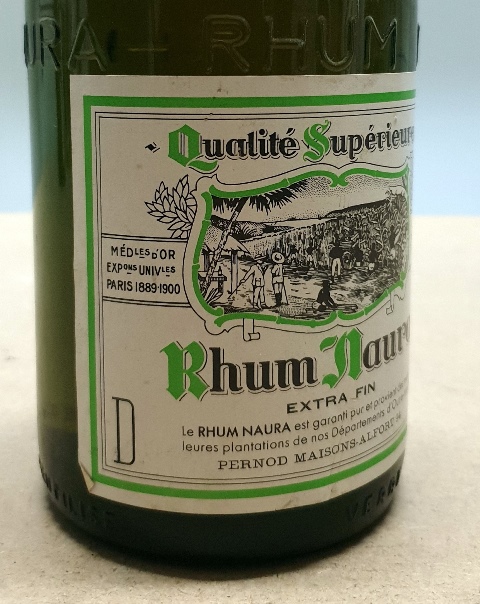 URA - RHUM
Qualité Supérieure
MÉDLES D'OR
EXPONS UNIVLES
PARIS 1889-1900
Rhum Naura
EXTRA FIN
D
Le RHUM NAURA est garanti pur et provient
leures plantations de nos Départements d'O
PERNOD MAISONS-ALFORT